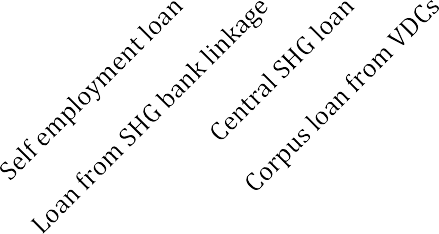 Self employment loan
Loan from SHG bank linkage
Central SHG loan
Corpus loan from VDCs